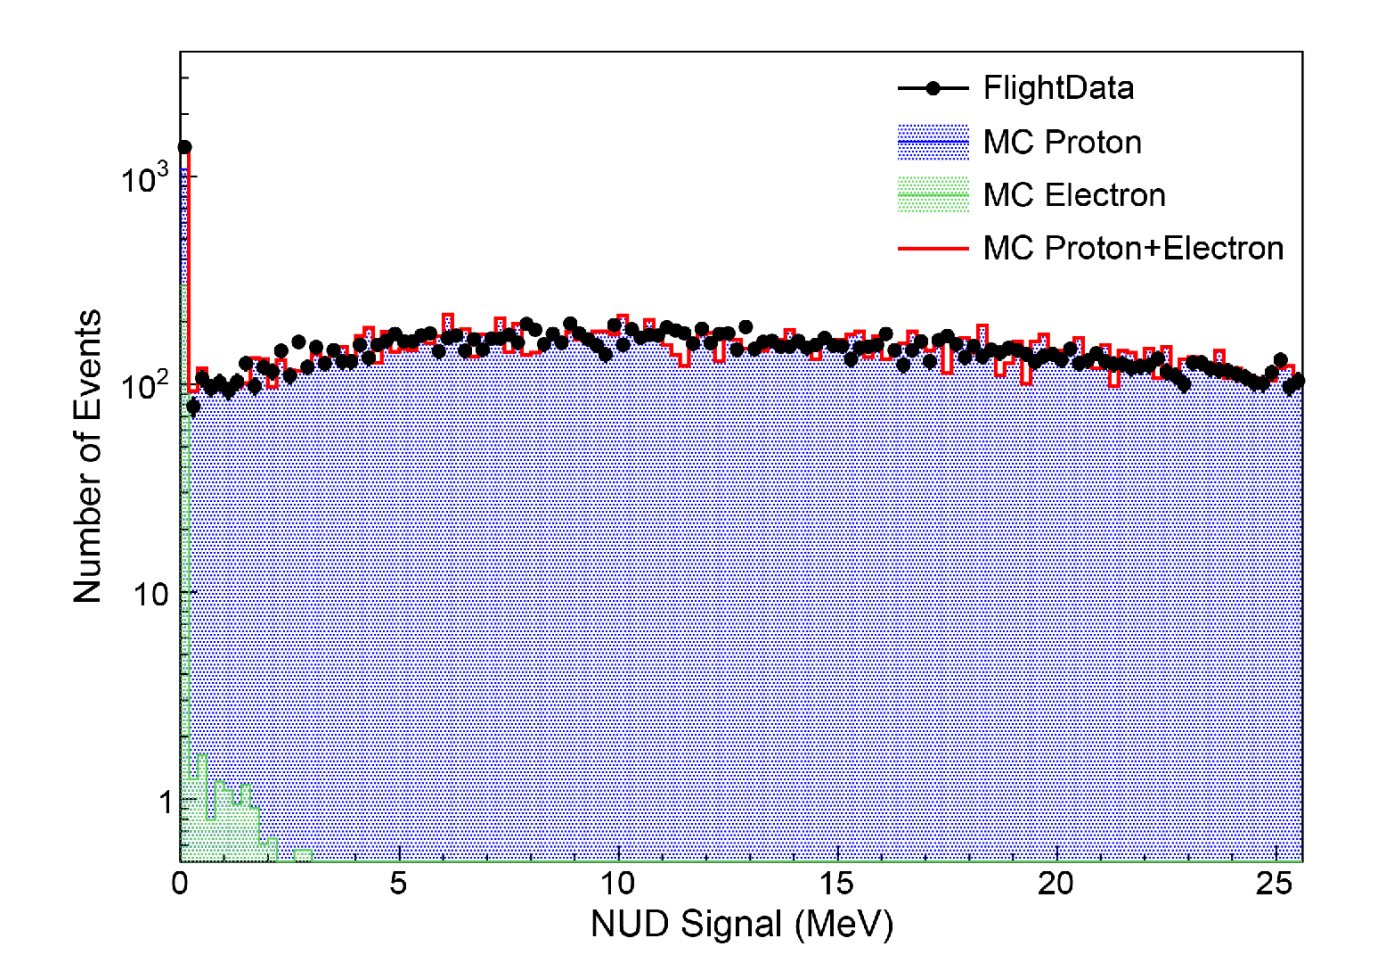 FlightData
MC Proton
MC Electron
MC Proton+Electron
Number of Events
10³
10²
10
1
0 5 10 15 20 25
NUD Signal (MeV)